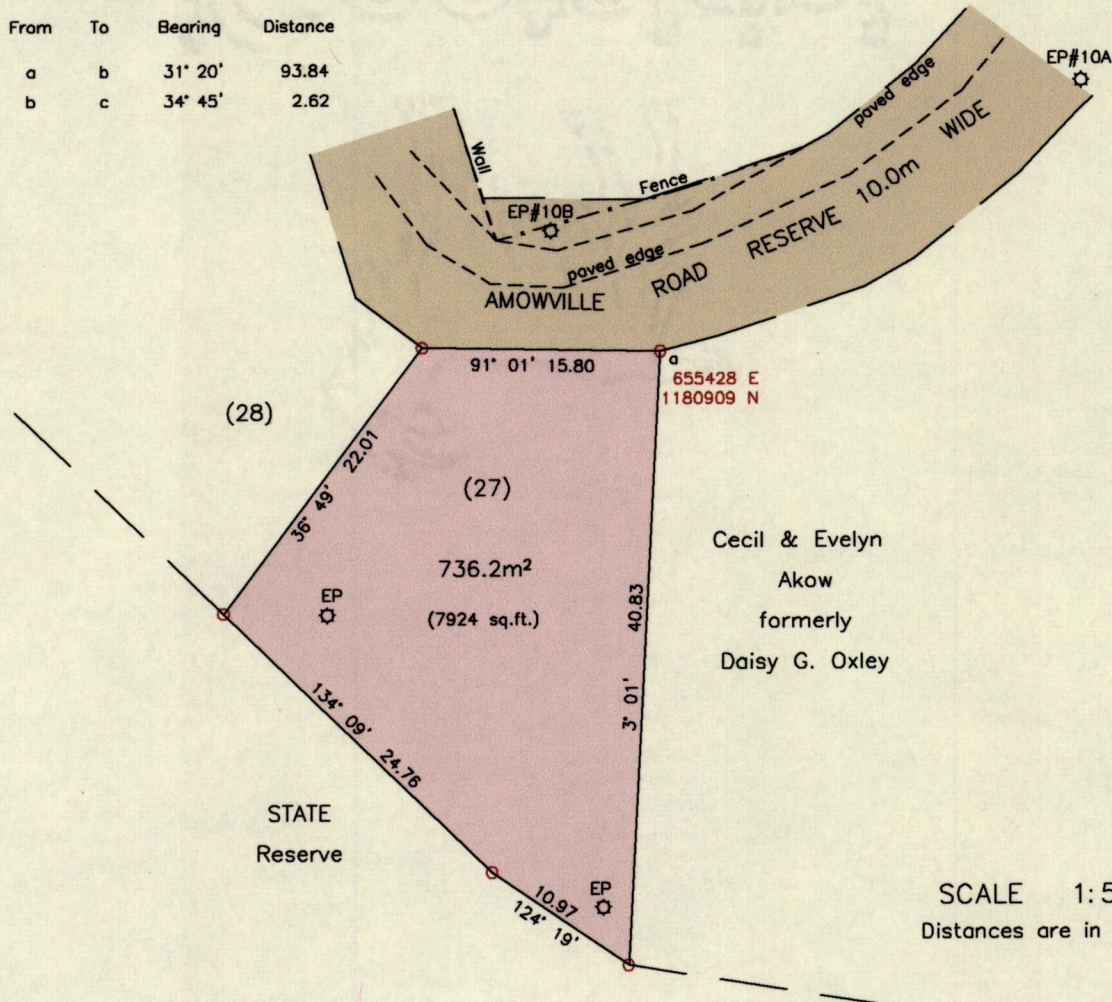 From To Bearing Distance
a b 31° 20' 93.84
b c 34° 45' 2.62
EP#10A
paved edge
WIDE
Wall
Fence
10.0m
EP#10B
RESERVE
paved edge
ROAD
AMOWVILLE
91° 01' 15.80
a
655428 E
1180909 N
(28)
36° 49' 22.01
(27)
736.2m²
(7924 sq.ft.)
EP
Cecil & Evelyn
Akow
formerly
Daisy G. Oxley
3° 01' 40.83
134° 09' 24.76
STATE
Reserve
EP
10.97
124° 19'
SCALE 1:5
Distances are in